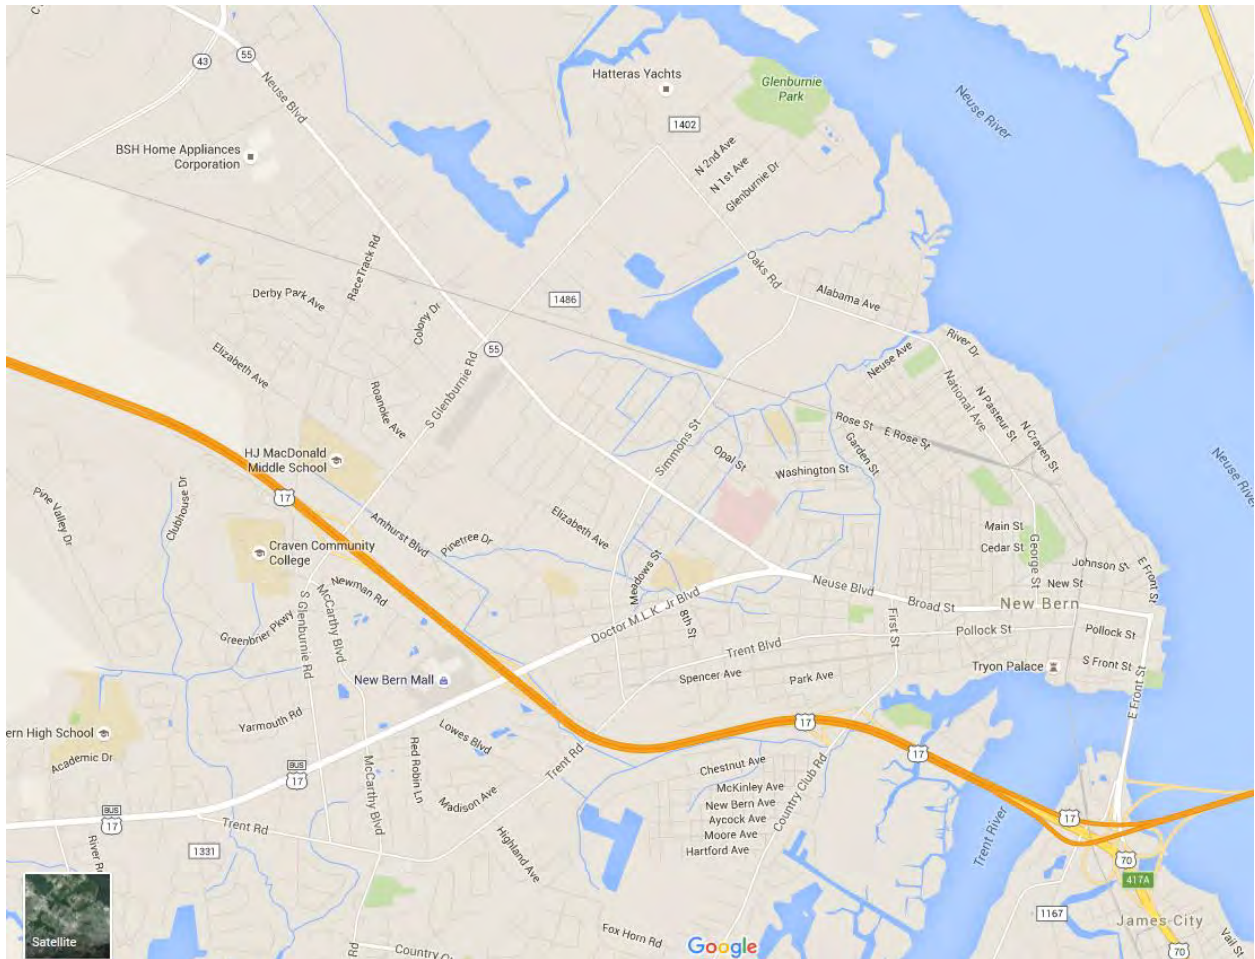 55
43
Neuse Blvd
Hatteras Yachts
Glenburnie
Park
Neuse River
1402
BSH Home Appliances
Corporation
N 2nd Ave
N 1st Ave
Glenburnie Dr
RaceTrack Rd
Oaks Rd
Derby Park Ave
1486
Alabama Ave
Colony Dr
River Dr
55
Neuse Ave
Elizabeth Ave
S Glenburnie Rd
Roanoke Ave
National Ave
N Pasteur St
N Craven St
Rose St
E Rose St
Simmons St
Opal St
Garden St
HJ MacDonald
Middle School
Washington St
Neuse River
17
Pine Valley Dr
Clubhouse Dr
Amhurst Blvd
Elizabeth Ave
Pinetree Dr
Craven Community
College
Main St
Cedar St
George St
Johnson St
E Front St
Meadows St
Newman Rd
Neuse Blvd
New St
Broad St
New Bern
S Glenburnie Rd
McCarthy Blvd
Greenbrier Pkwy
Doctor M.L.K. Jr Blvd
8th St
First St
Pollock St
Pollock St
Trent Blvd
Tryon Palace
S Front St
New Bern Mall
Spencer Ave
Park Ave
E Front St
Yarmouth Rd
ern High School
Academic Dr
Lowes Blvd
17
17
Red Robin Ln
Trent Rd
Chestnut Ave
BUS
17
McCarthy Blvd
Madison Ave
McKinley Ave
New Bern Ave
Aycock Ave
Moore Ave
Hartford Ave
Country Club Rd
BUS
17
Trent Rd
17
Trent River
Highland Ave
River R
1331
70
417A
1167
James City
Satellite
Rd
Country C
Fox Horn Rd
Google
Vail St
70